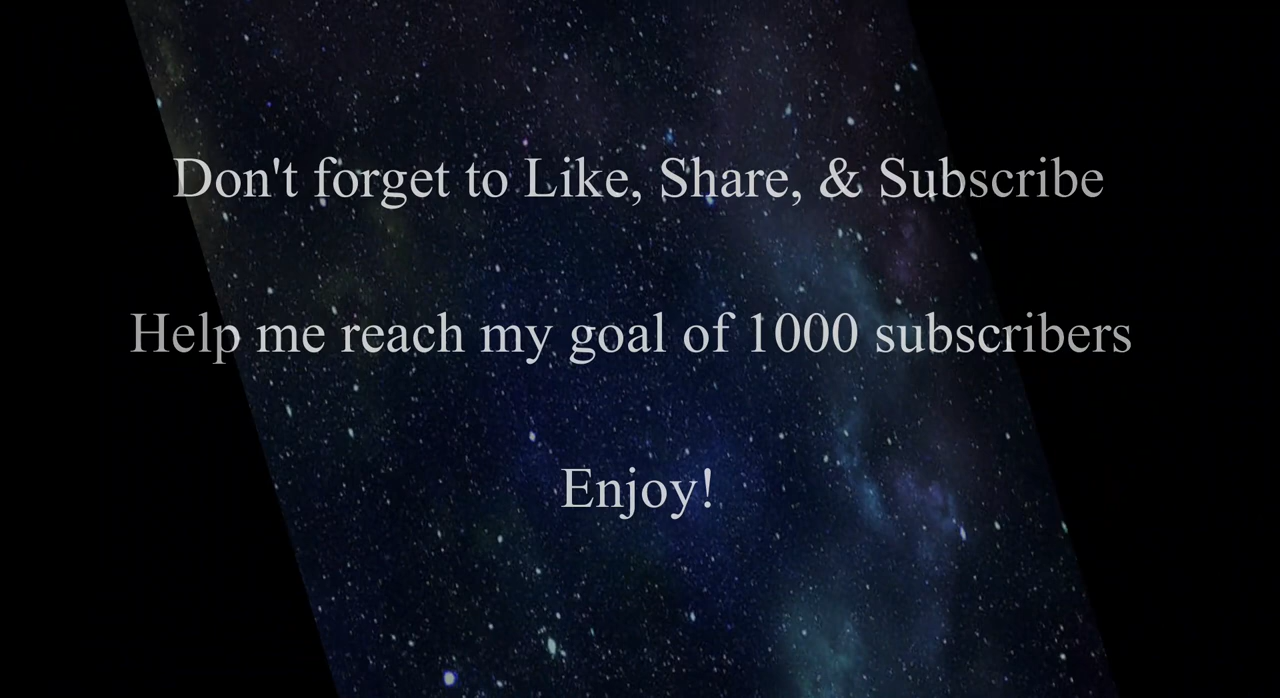 Don't forget to Like, Share, & Subscribe
Help me reach my goal of 1000 subscribers
Enjoy!